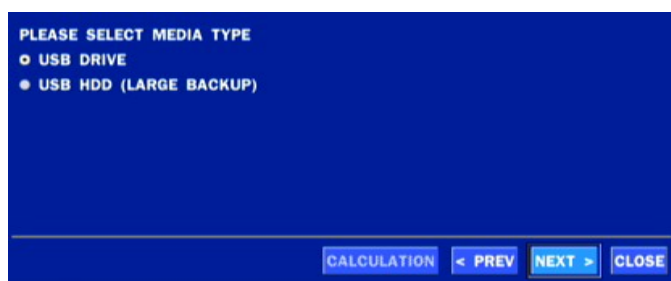 PLEASE SELECT MEDIA TYPE
USB DRIVE
USB HDD (LARGE BACKUP)
CALCULATION < PREV NEXT > CLOSE